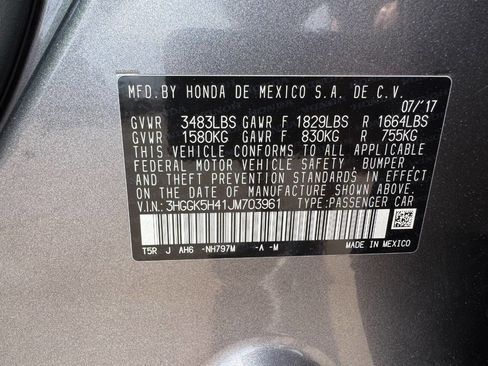 MFD.BY HONDA DE MEXICO S.A. DE C.V.
07/17
GVWR 3483LBS GAWR F 1829LBS R 1664LBS
GVWR 1580KG GAWR F 830KG R 755KG
THIS VEHICLE CONFORMS TO ALL APPLICABLE
FEDERAL MOTOR VEHICLE SAFETY , BUMPER
AND THEFT PREVENTION STANDARDS IN EFFECT
ON THE DATE OF MANUFACTURE SHOWN ABOVE.
V.I.N: 3HGGK5H41JM703961 TYPE:PASSENGER CAR
T5R J AH6 -NH797M -A -M MADE IN MEXICO